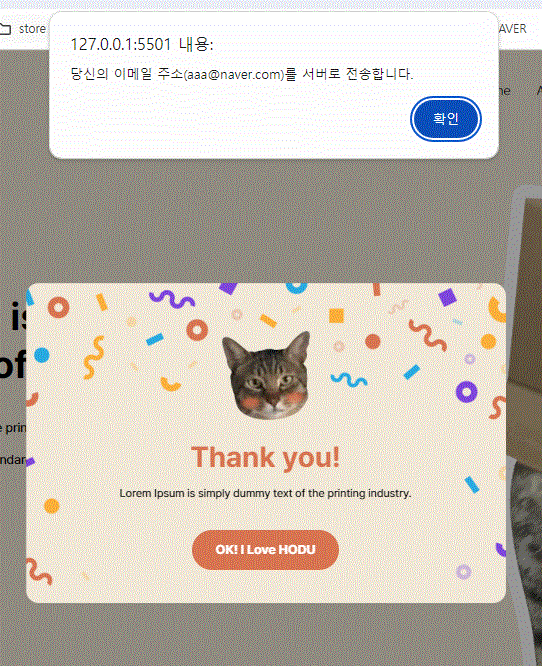 store
AVER
127.0.0.1:5501 내용:
당신의 이메일 주소(aaa@naver.com)를 서버로 전송합니다.
확인
me
A
is
of
e prin
ndar
Thank you!
Lorem Ipsum is simply dummy text of the printing industry.
OK! I Love HODU